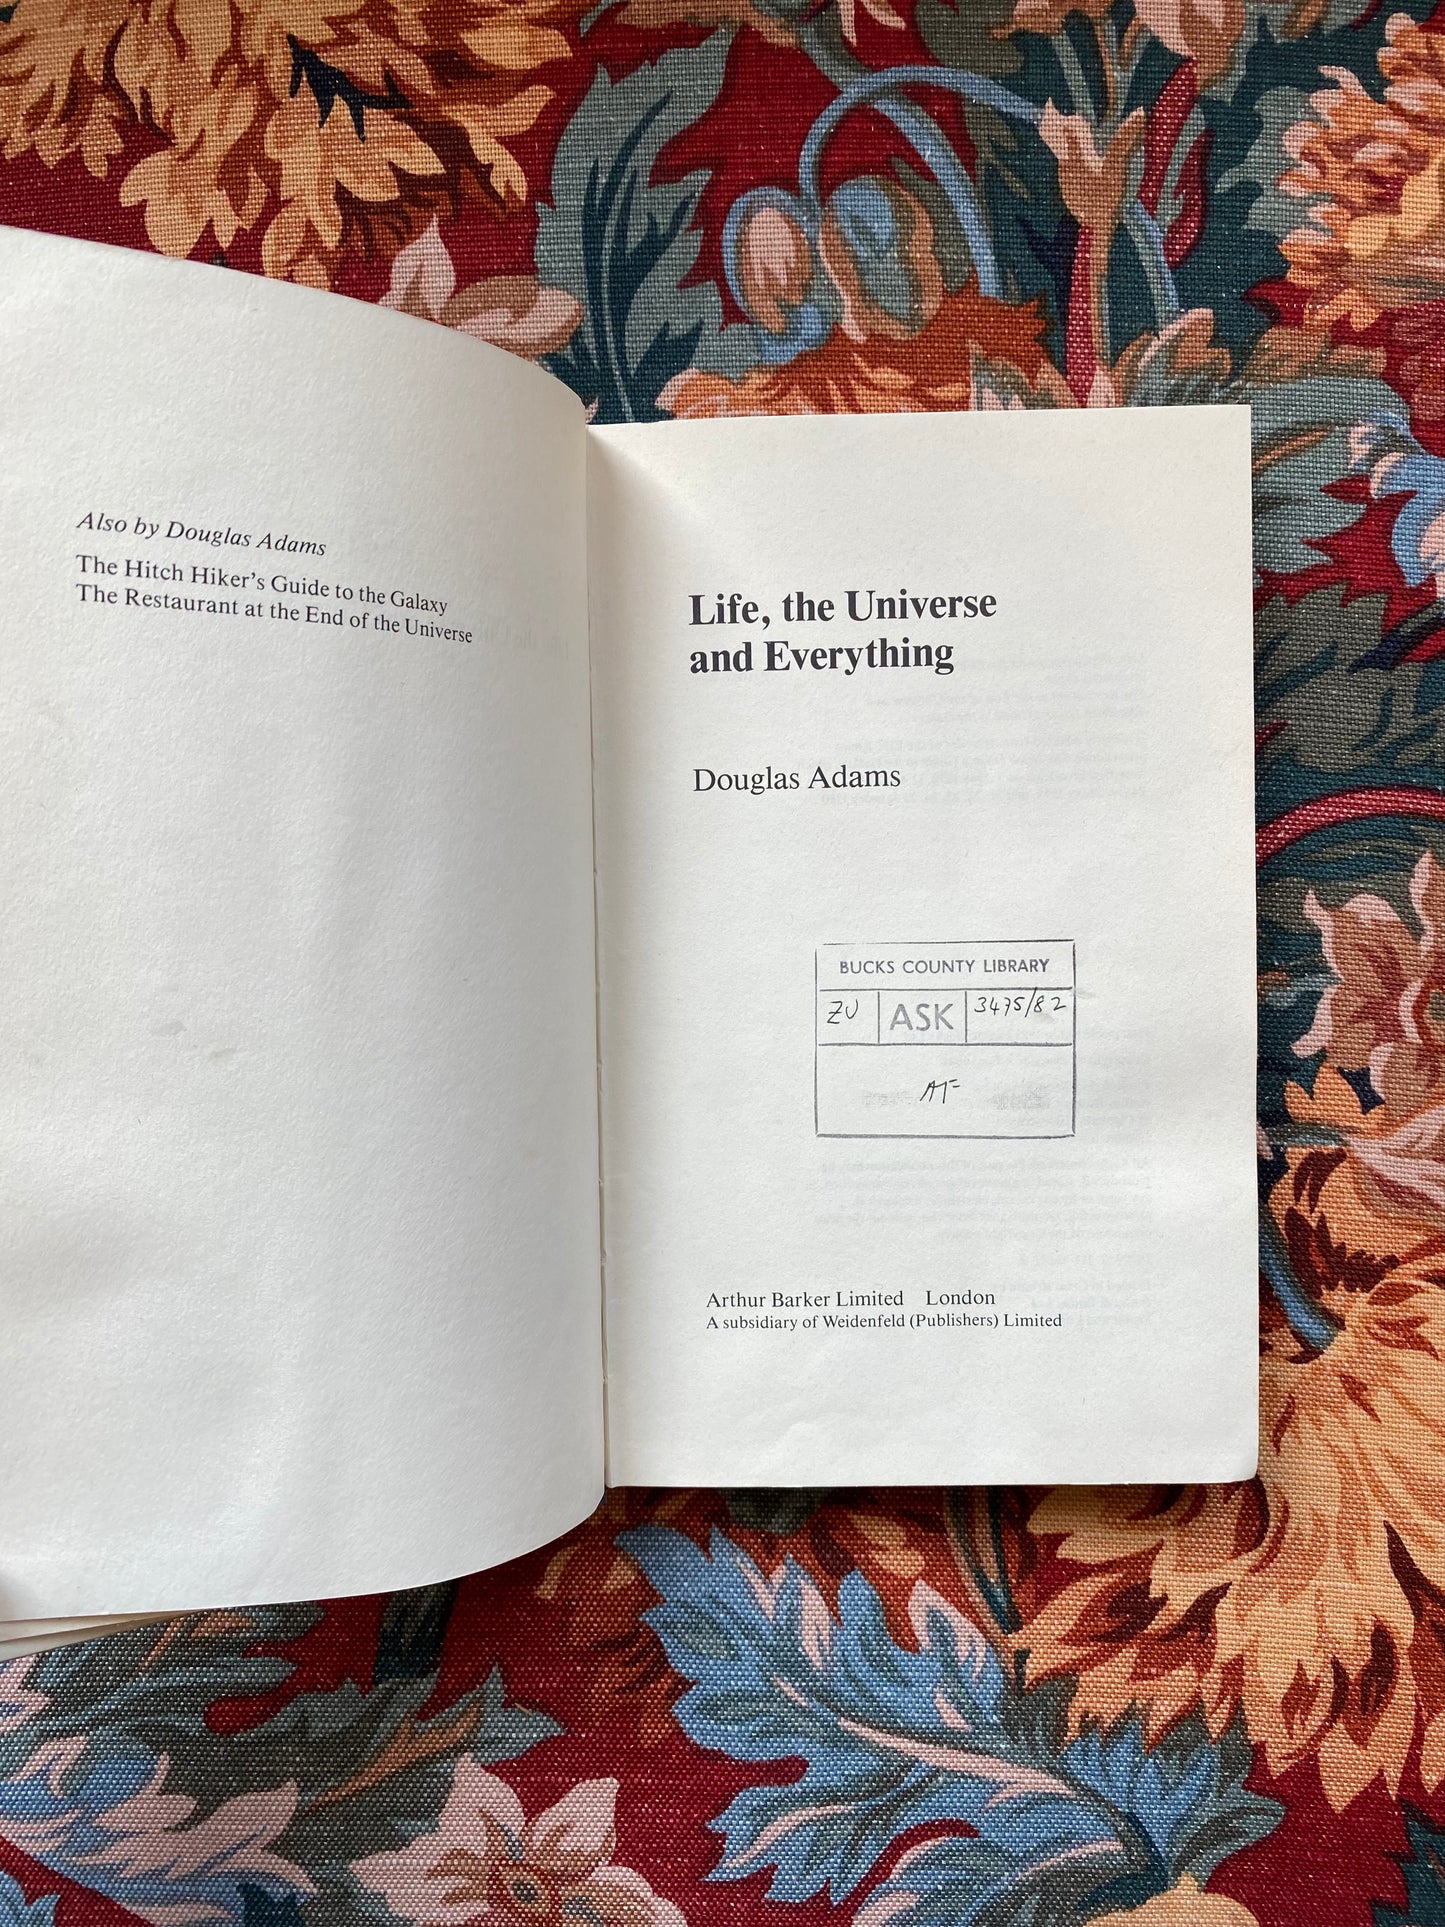 Also by Douglas Adams
The Hitch Hiker's Guide to the Galaxy
The Restaurant at the End of the Universe
Life, the Universe
and Everything
Douglas Adams
BUCKS COUNTY LIBRARY
ZU ASK 3475/82
AF
Arthur Barker Limited London
A subsidiary of Weidenfeld (Publishers) Limited